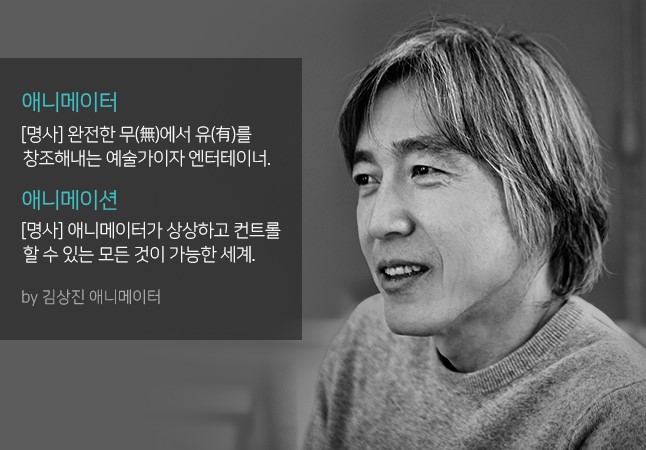 애니메이터
[명사] 완전한 무(無)에서 유(有)를
창조해내는 예술가이자 엔터테이너.
애니메이션
[명사] 애니메이터가 상상하고 컨트롤
할 수 있는 모든 것이 가능한 세계.
by 김상진 애니메이터